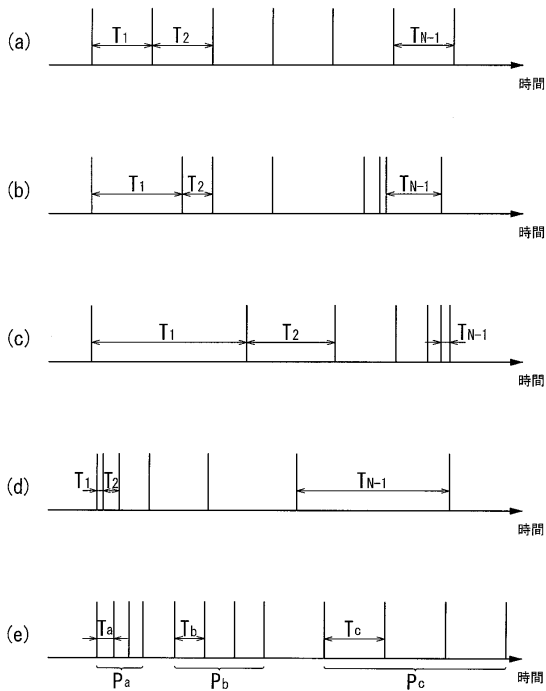 (a) T1 T2 TN-1
時間
(b) T1 T2 TN-1
時間
(c) T1 T2 TN-1
時間
(d) T1 T2 TN-1
時間
(e) Ta Tb Tc
Pa Pb Pc
時間